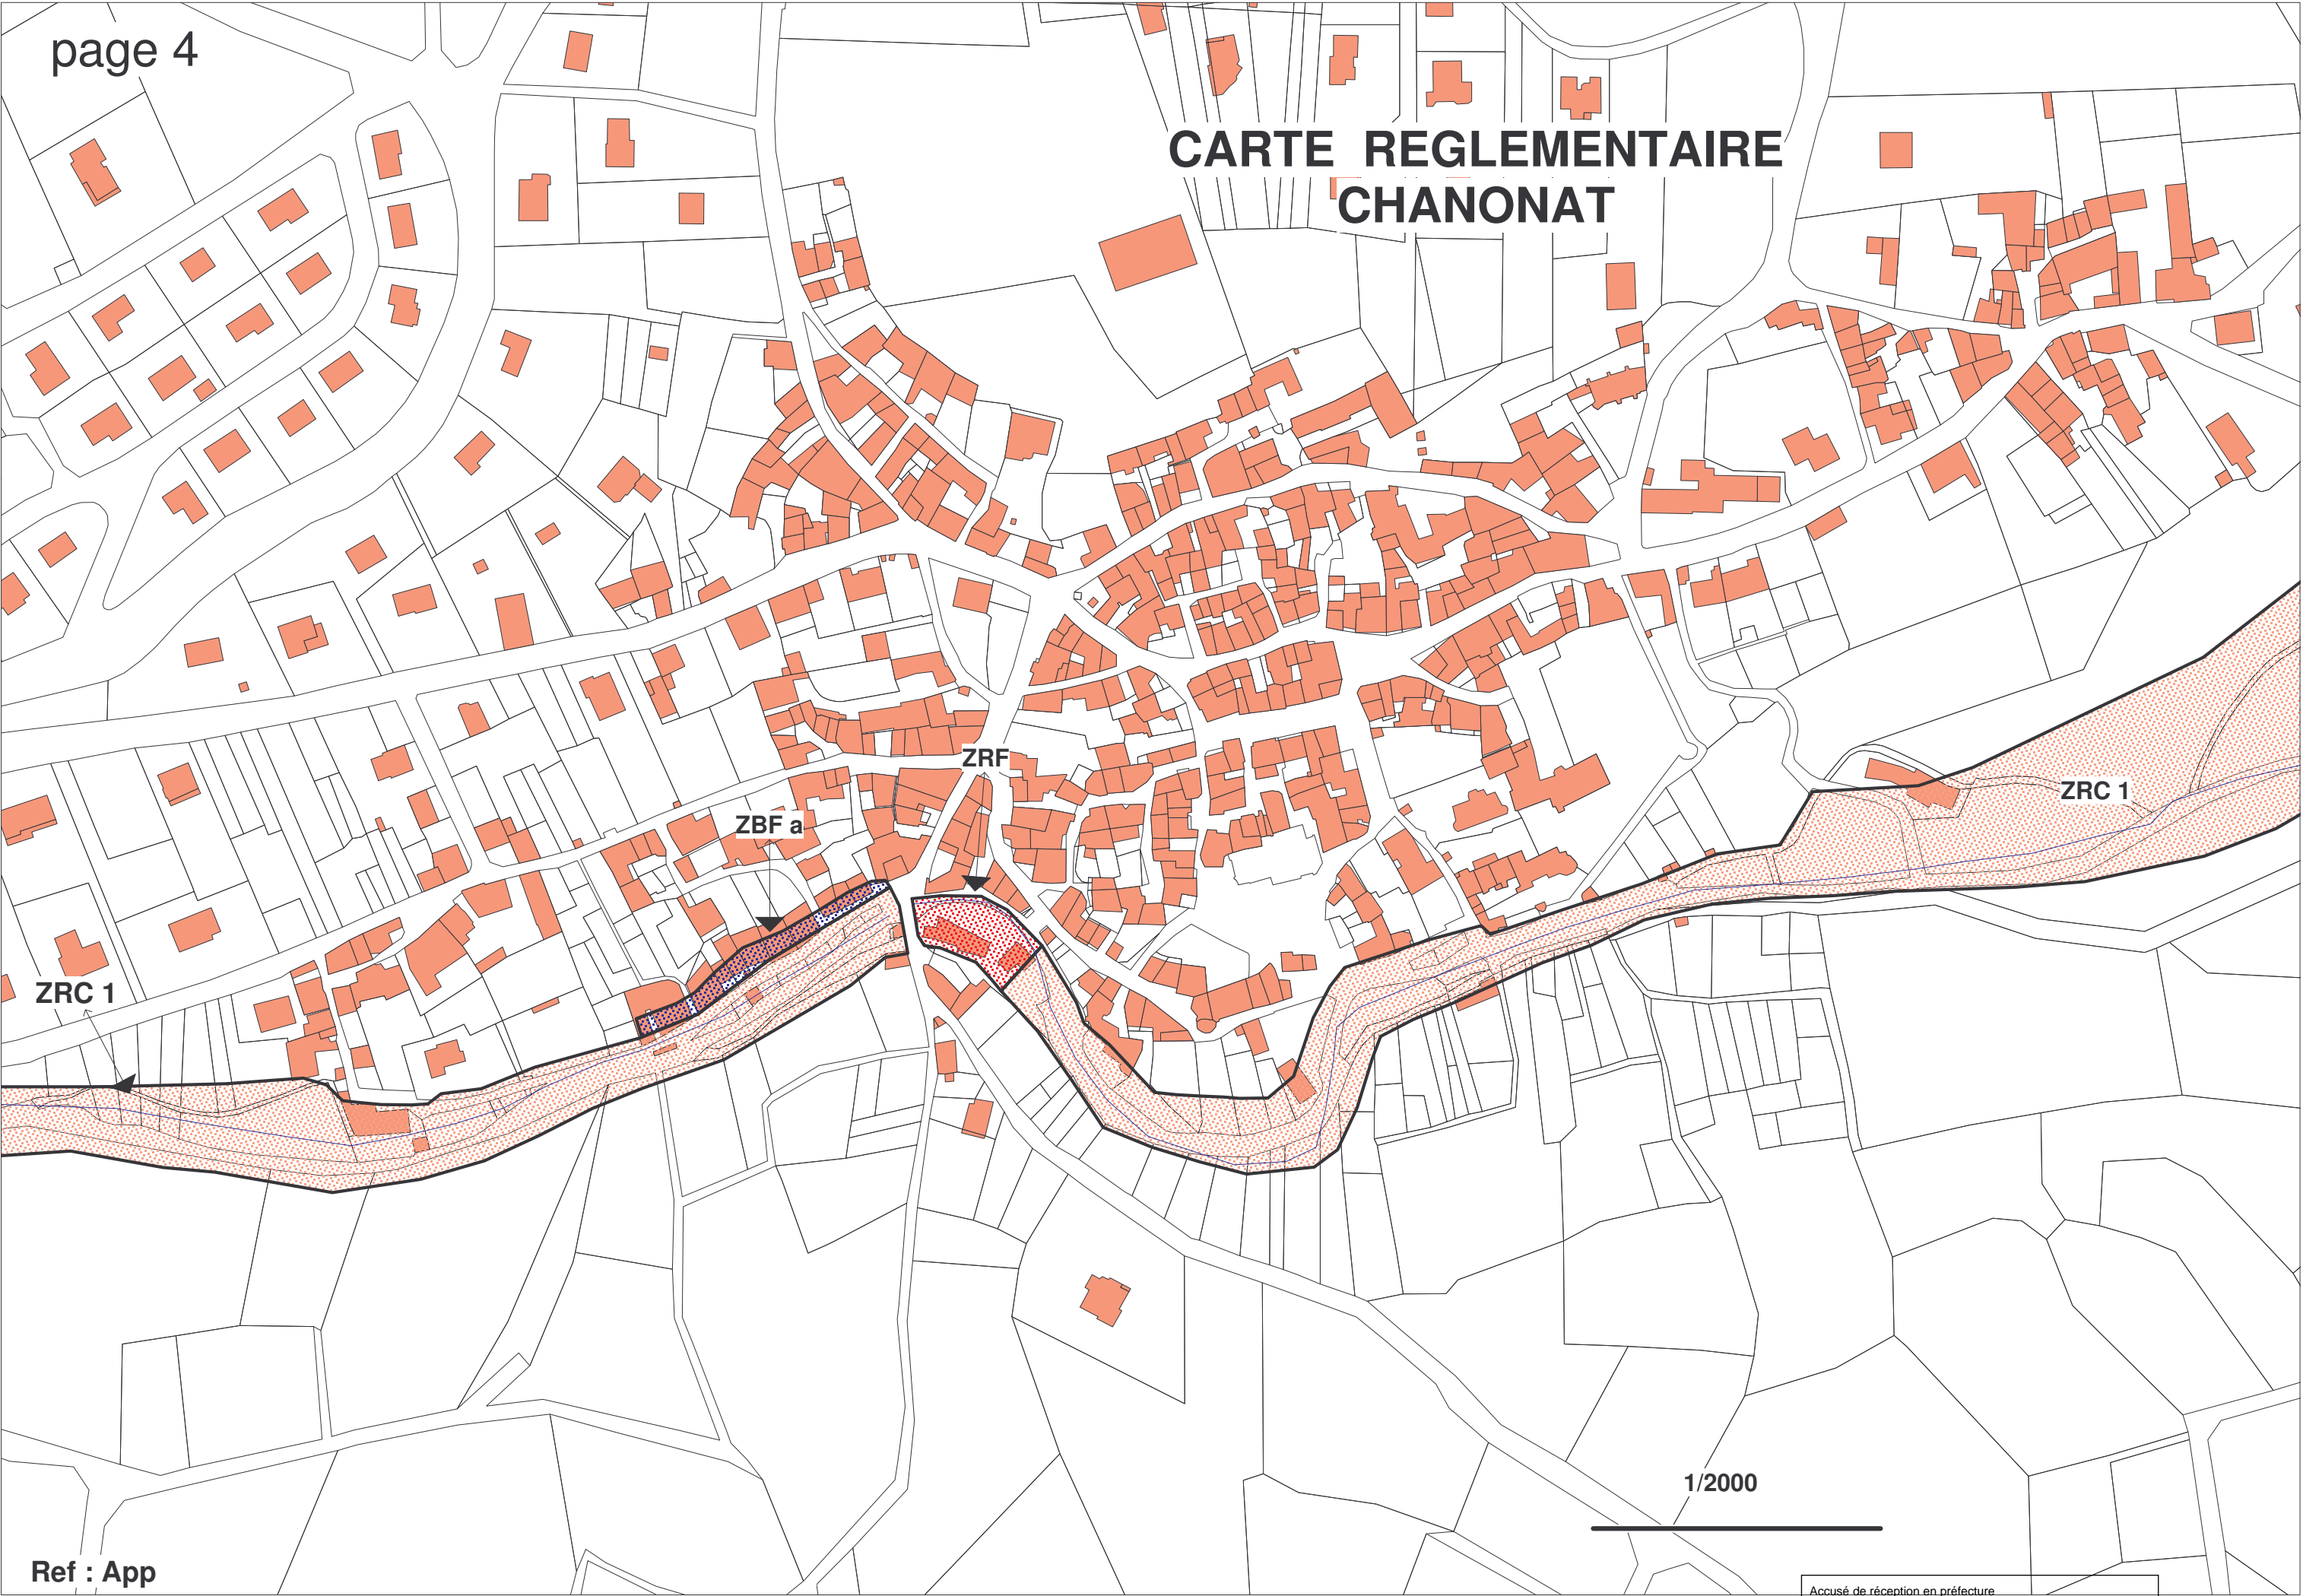 page 4
CARTE REGLEMENTAIRE
CHANONAT
ZRF
ZRC 1
ZBF a
ZRC 1
1/2000
Ref : App
Accusé de réception en préfecture